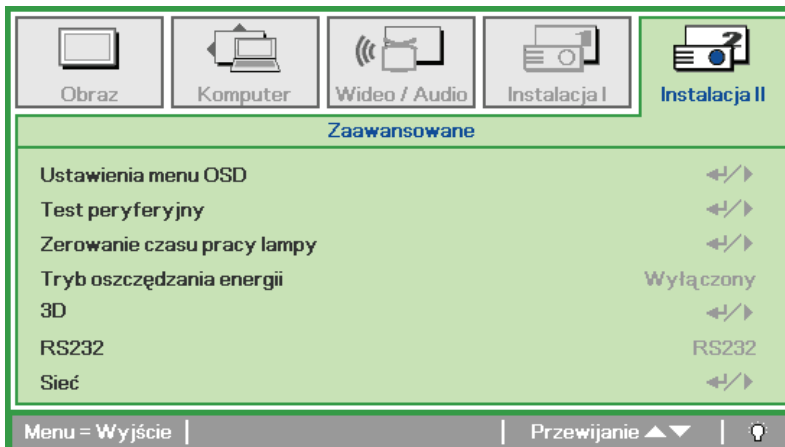 Obraz
Komputer
Wideo / Audio
Instalacja I
Instalacja II
Zaawansowane
Ustawienia menu OSD
Test peryferyjny
Zerowanie czasu pracy lampy
Tryb oszczędzania energii Wyłączony
3D
RS232 RS232
Sieć
Menu = Wyjście Przewijanie